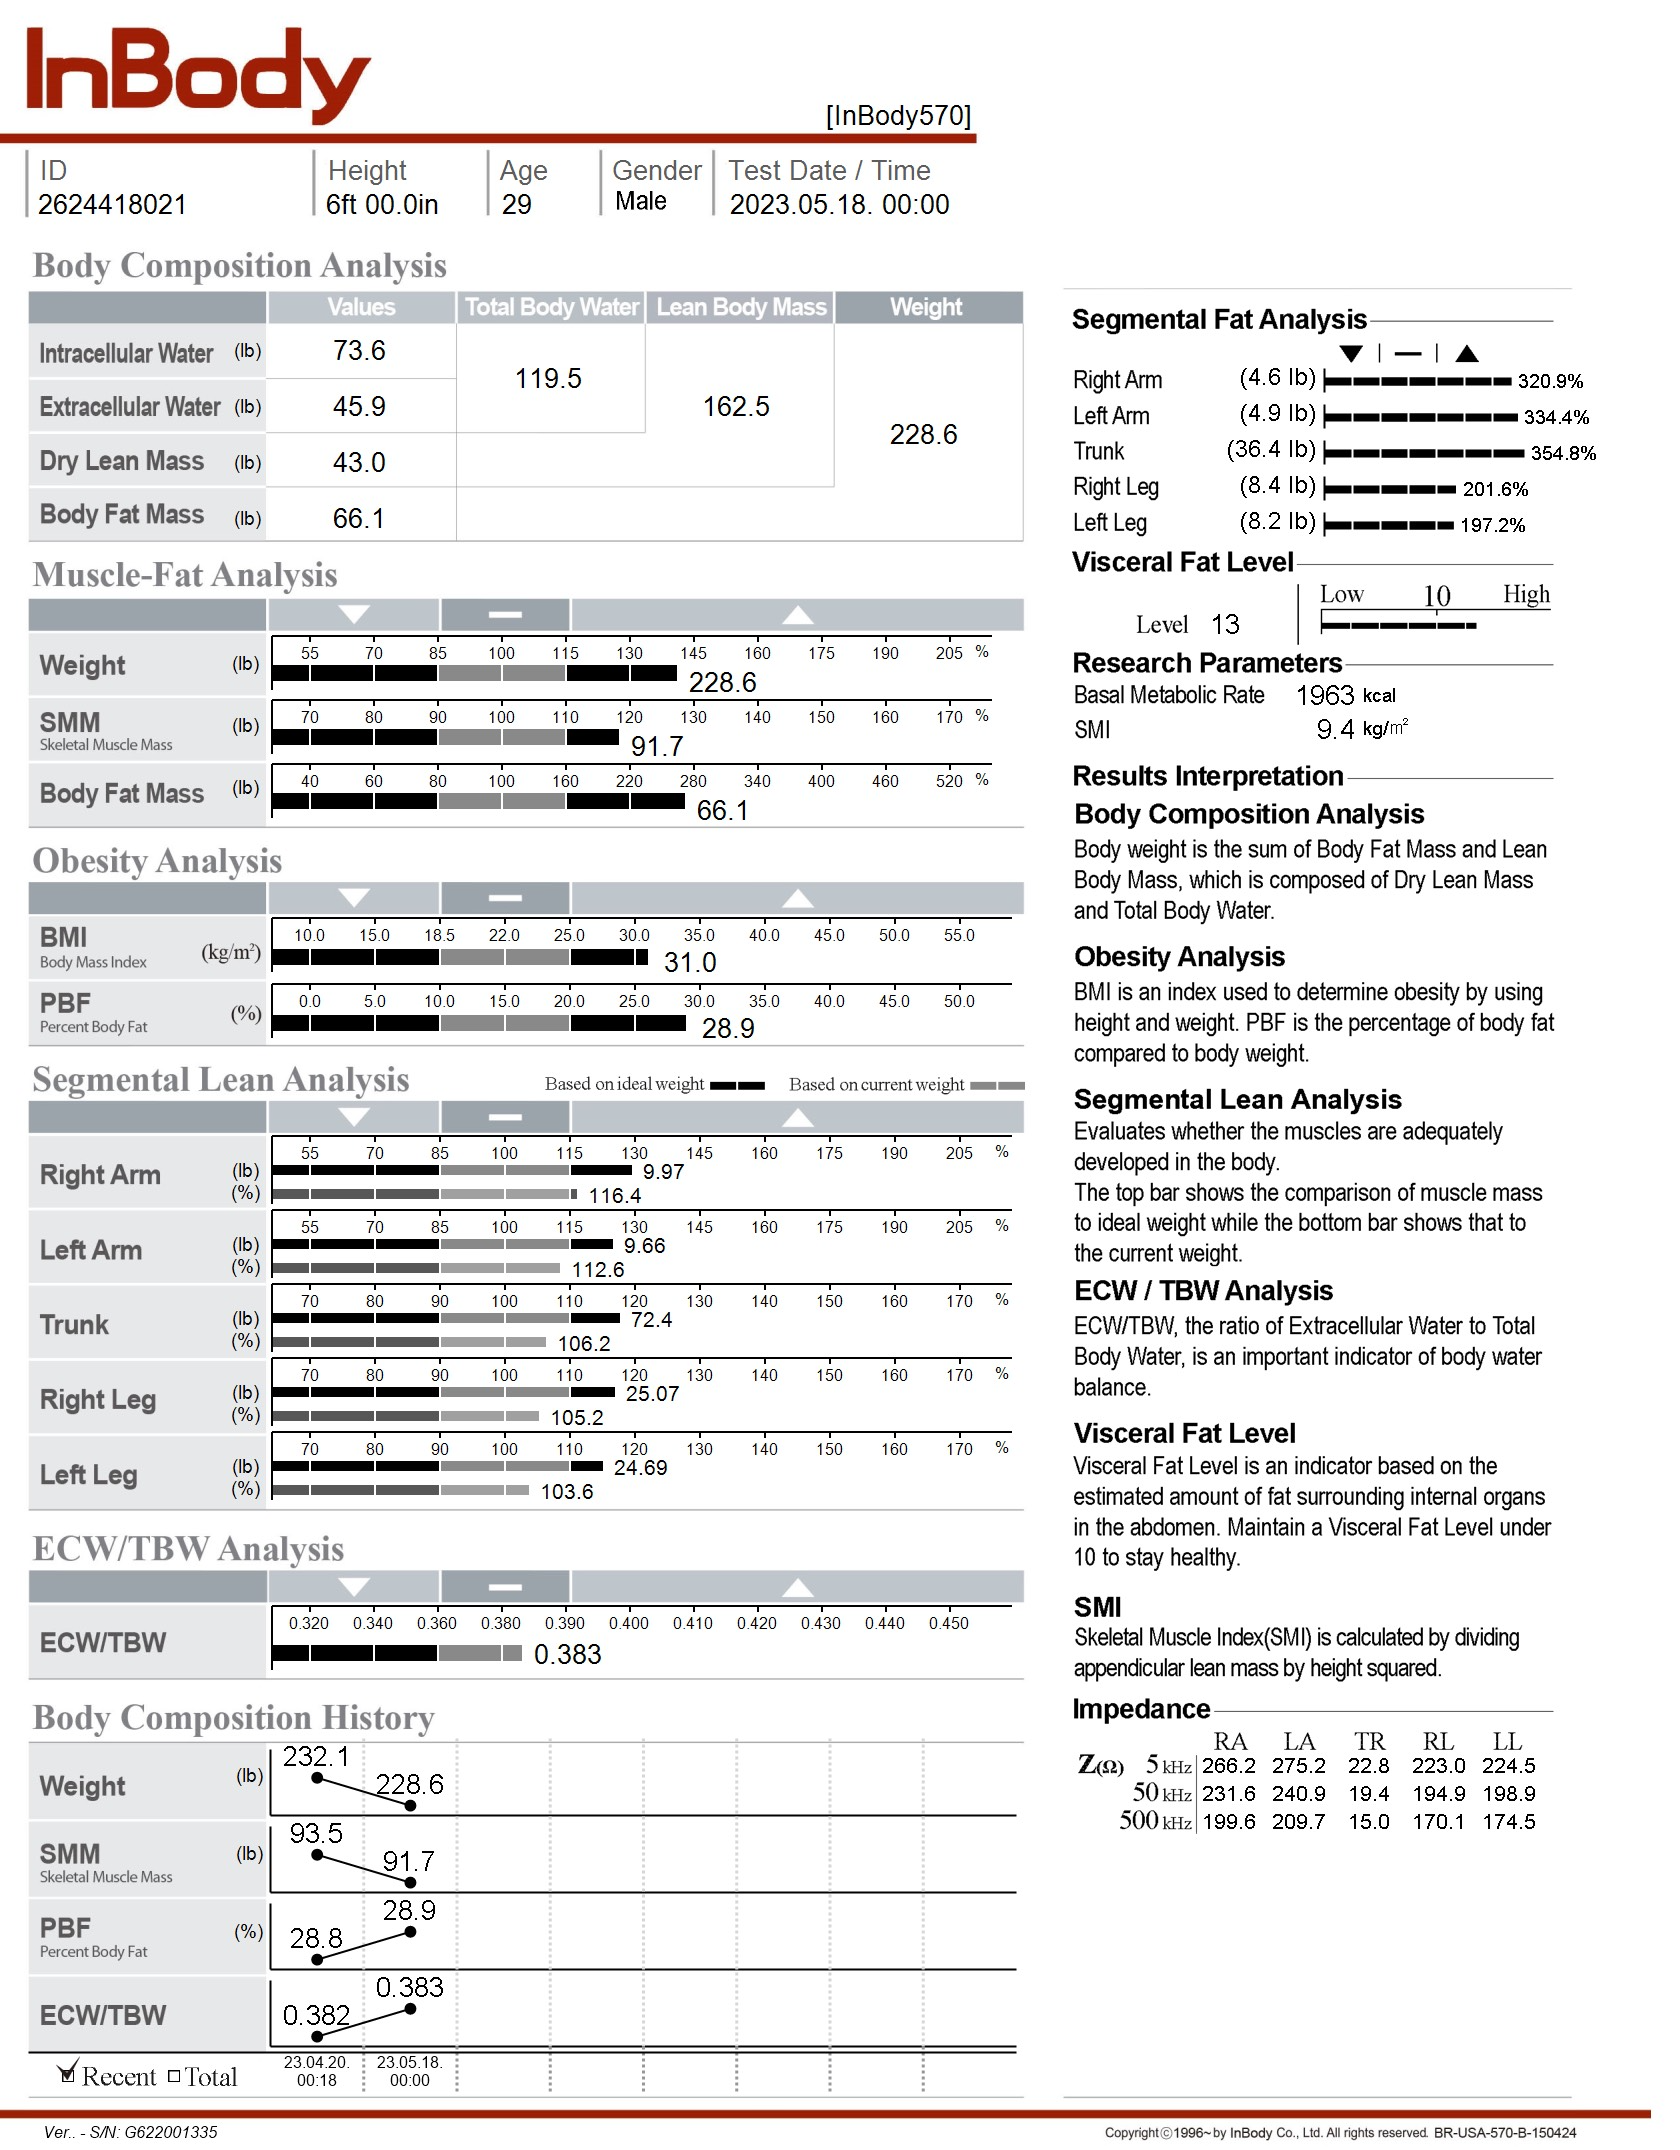 InBody
[InBody570]
ID Height Age Gender Test Date / Time
2624418021 6ft 00.0in 29 Male 2023.05.18. 00:00
Body Composition Analysis
Values Total Body Water Lean Body Mass Weight
Intracellular Water (lb) 73.6
119.5
Extracellular Water (lb) 45.9
162.5
228.6
Dry Lean Mass (lb) 43.0
Body Fat Mass (lb) 66.1
Muscle-Fat Analysis
55 70 85 100 115 130 145 160 175 190 205 %
Weight (lb) 228.6
70 80 90 100 110 120 130 140 150 160 170 %
SMM (lb) 91.7
Skeletal Muscle Mass
40 60 80 100 160 220 280 340 400 460 520 %
Body Fat Mass (lb) 66.1
Obesity Analysis
10.0 15.0 18.5 22.0 25.0 30.0 35.0 40.0 45.0 50.0 55.0
BMI (kg/m²) 31.0
Body Mass Index
0.0 5.0 10.0 15.0 20.0 25.0 30.0 35.0 40.0 45.0 50.0
PBF (%) 28.9
Percent Body Fat
Segmental Lean Analysis Based on ideal weight Based on current weight
55 70 85 100 115 130 145 160 175 190 205 %
Right Arm (lb) 9.97
(%) 116.4
55 70 85 100 115 130 145 160 175 190 205 %
Left Arm (lb) 9.66
(%) 112.6
70 80 90 100 110 120 130 140 150 160 170 %
Trunk (lb) 72.4
(%) 106.2
70 80 90 100 110 120 130 140 150 160 170 %
Right Leg (lb) 25.07
(%) 105.2
70 80 90 100 110 120 130 140 150 160 170 %
Left Leg (lb) 24.69
(%) 103.6
ECW/TBW Analysis
0.320 0.340 0.360 0.380 0.390 0.400 0.410 0.420 0.430 0.440 0.450
ECW/TBW 0.383
Body Composition History
Weight (lb) 232.1 228.6
SMM (lb) 93.5 91.7
Skeletal Muscle Mass
PBF (%) 28.8 28.9
Percent Body Fat
ECW/TBW 0.382 0.383
Recent Total 23.04.20. 23.05.18.
00:18 00:00
Segmental Fat Analysis
Right Arm (4.6 lb) 320.9%
Left Arm (4.9 lb) 334.4%
Trunk (36.4 lb) 354.8%
Right Leg (8.4 lb) 201.6%
Left Leg (8.2 lb) 197.2%
Visceral Fat Level
Low 10 High
Level 13
Research Parameters
Basal Metabolic Rate 1963 kcal
SMI 9.4 kg/m²
Results Interpretation
Body Composition Analysis
Body weight is the sum of Body Fat Mass and Lean
Body Mass, which is composed of Dry Lean Mass
and Total Body Water.
Obesity Analysis
BMI is an index used to determine obesity by using
height and weight. PBF is the percentage of body fat
compared to body weight.
Segmental Lean Analysis
Evaluates whether the muscles are adequately
developed in the body.
The top bar shows the comparison of muscle mass
to ideal weight while the bottom bar shows that to
the current weight.
ECW / TBW Analysis
ECW/TBW, the ratio of Extracellular Water to Total
Body Water, is an important indicator of body water
balance.
Visceral Fat Level
Visceral Fat Level is an indicator based on the
estimated amount of fat surrounding internal organs
in the abdomen. Maintain a Visceral Fat Level under
10 to stay healthy.
SMI
Skeletal Muscle Index(SMI) is calculated by dividing
appendicular lean mass by height squared.
Impedance
RA LA TR RL LL
Z(Ω) 5 kHz 266.2 275.2 22.8 223.0 224.5
50 kHz 231.6 240.9 19.4 194.9 198.9
500 kHz 199.6 209.7 15.0 170.1 174.5
Ver.. - S/N: G622001335
Copyright©1996~ by InBody Co., Ltd. All rights reserved. BR-USA-570-B-150424